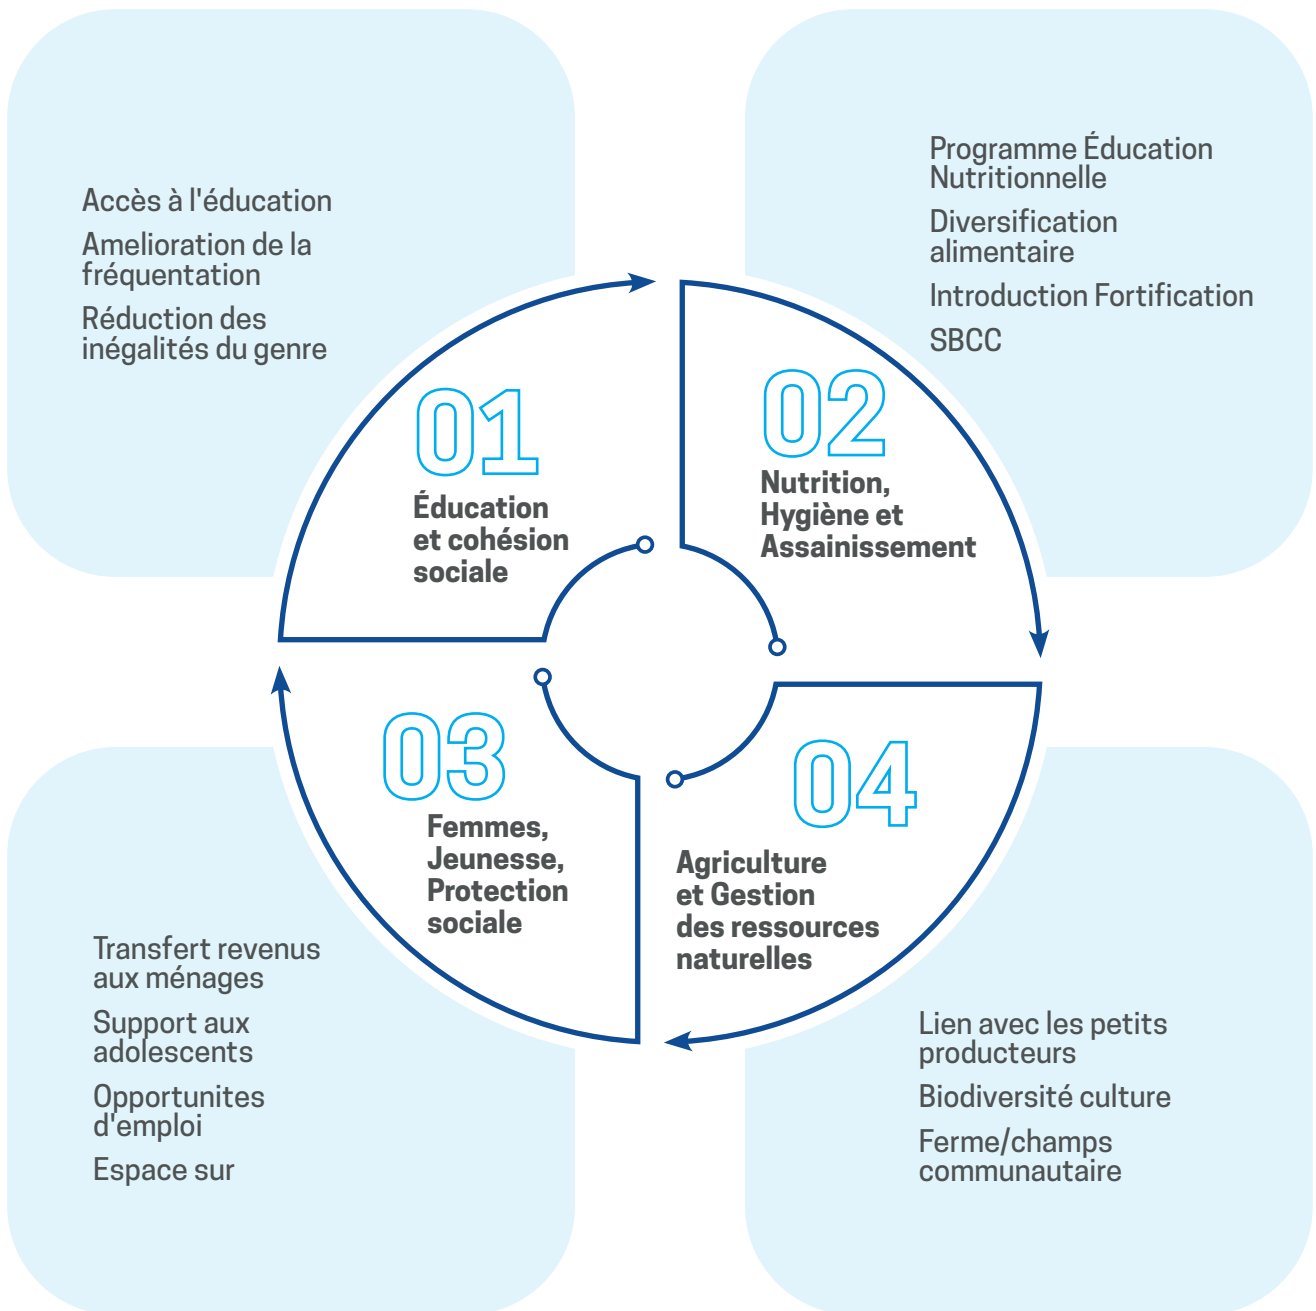 Accès à l'éducation
Amelioration de la
fréquentation
Réduction des
inégalités du genre
01
Éducation
et cohésion
sociale
Programme Éducation
Nutritionnelle
Diversification
alimentaire
Introduction Fortification
SBCC
02
Nutrition,
Hygiène et
Assainissement
03
Femmes,
Jeunesse,
Protection
sociale
Transfert revenus
aux ménages
Support aux
adolescents
Opportunites
d'emploi
Espace sur
04
Agriculture
et Gestion
des ressources
naturelles
Lien avec les petits
producteurs
Biodiversité culture
Ferme/champs
communautaire